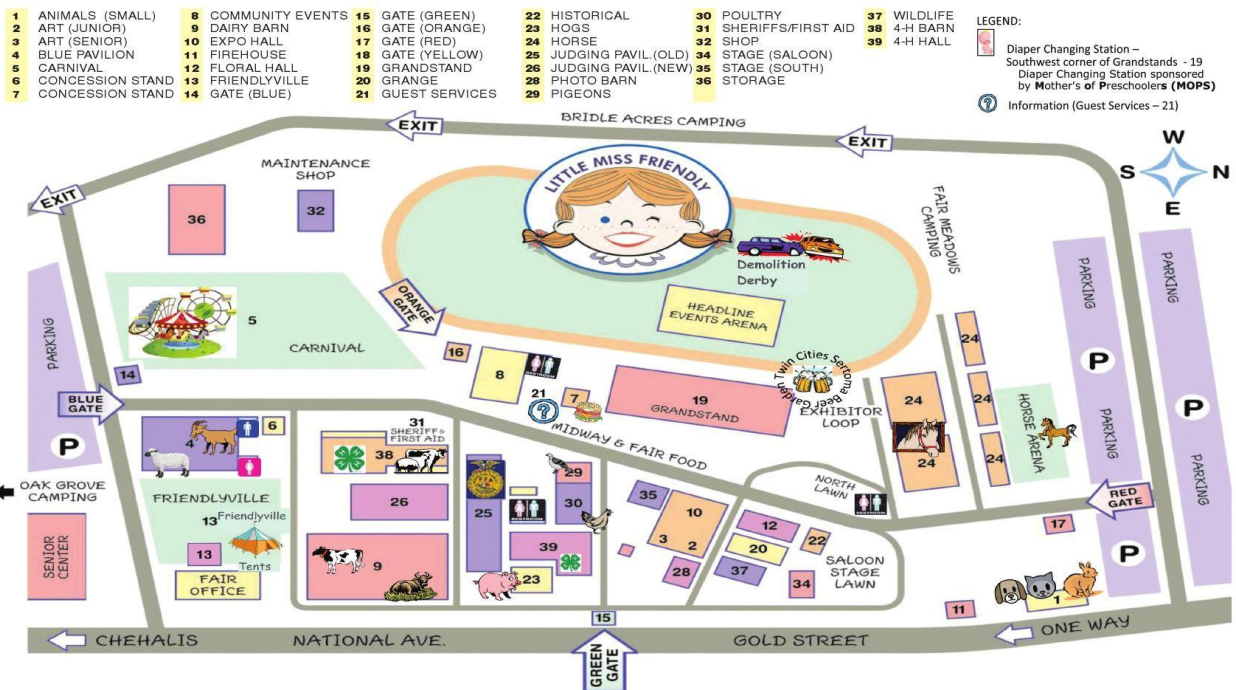 1 ANIMALS (SMALL)
2 ART (JUNIOR)
3 ART (SENIOR)
4 BLUE PAVILION
5 CARNIVAL
6 CONCESSION STAND
7 CONCESSION STAND
8 COMMUNITY EVENTS
9 DAIRY BARN
10 EXPO HALL
11 FIREHOUSE
12 FLORAL HALL
13 FRIENDLYVILLE
14 GATE (BLUE)
15 GATE (GREEN)
16 GATE (ORANGE)
17 GATE (RED)
18 GATE (YELLOW)
19 GRANDSTAND
20 GRANGE
21 GUEST SERVICES
22 HISTORICAL
23 HOGS
24 HORSE
25 JUDGING PAVIL.(OLD)
26 JUDGING PAVIL.(NEW)
28 PHOTO BARN
29 PIGEONS
30 POULTRY
31 SHERIFFS/FIRST AID
32 SHOP
34 STAGE (SALOON)
35 STAGE (SOUTH)
36 STORAGE
37 WILDLIFE
38 4-H BARN
39 4-H HALL
LEGEND:
Diaper Changing Station –
Southwest corner of Grandstands - 19
Diaper Changing Station sponsored
by Mother's of Preschoolers (MOPS)
? Information (Guest Services – 21)
EXIT
BRIDLE ACRES CAMPING
EXIT
W
S
N
E
MAINTENANCE
SHOP
EXIT
36
32
LITTLE MISS FRIENDLY
Demolition
Derby
FAIR MEADOWS
CAMPING
PARKING
PARKING
ORANGE
GATE
HEADLINE
EVENTS ARENA
5
CARNIVAL
PARKING
16
8
RESTROOM
21
?
7
19
GRANDSTAND
Twin Cities Sertoma
Beer Garden
EXHIBITOR
LOOP
24
24
24
24
24
HORSE ARENA
P
P
PARKING
PARKING
14
BLUE
GATE
P
4
6
31
SHERIFF &
FIRST AID
38
MIDWAY & FAIR FOOD
OAK GROVE
CAMPING
SENIOR
CENTER
FRIENDLYVILLE
13
Friendlyville
Tents
13
FAIR
OFFICE
26
9
25
RESTROOM
29
30
39
23
35
10
3 2
28
NORTH
LAWN
RESTROOM
12
20
37
22
34
SALOON
STAGE
LAWN
RED
GATE
17
P
11
1
15
GREEN
GATE
CHEHALIS
NATIONAL AVE.
GOLD STREET
ONE WAY